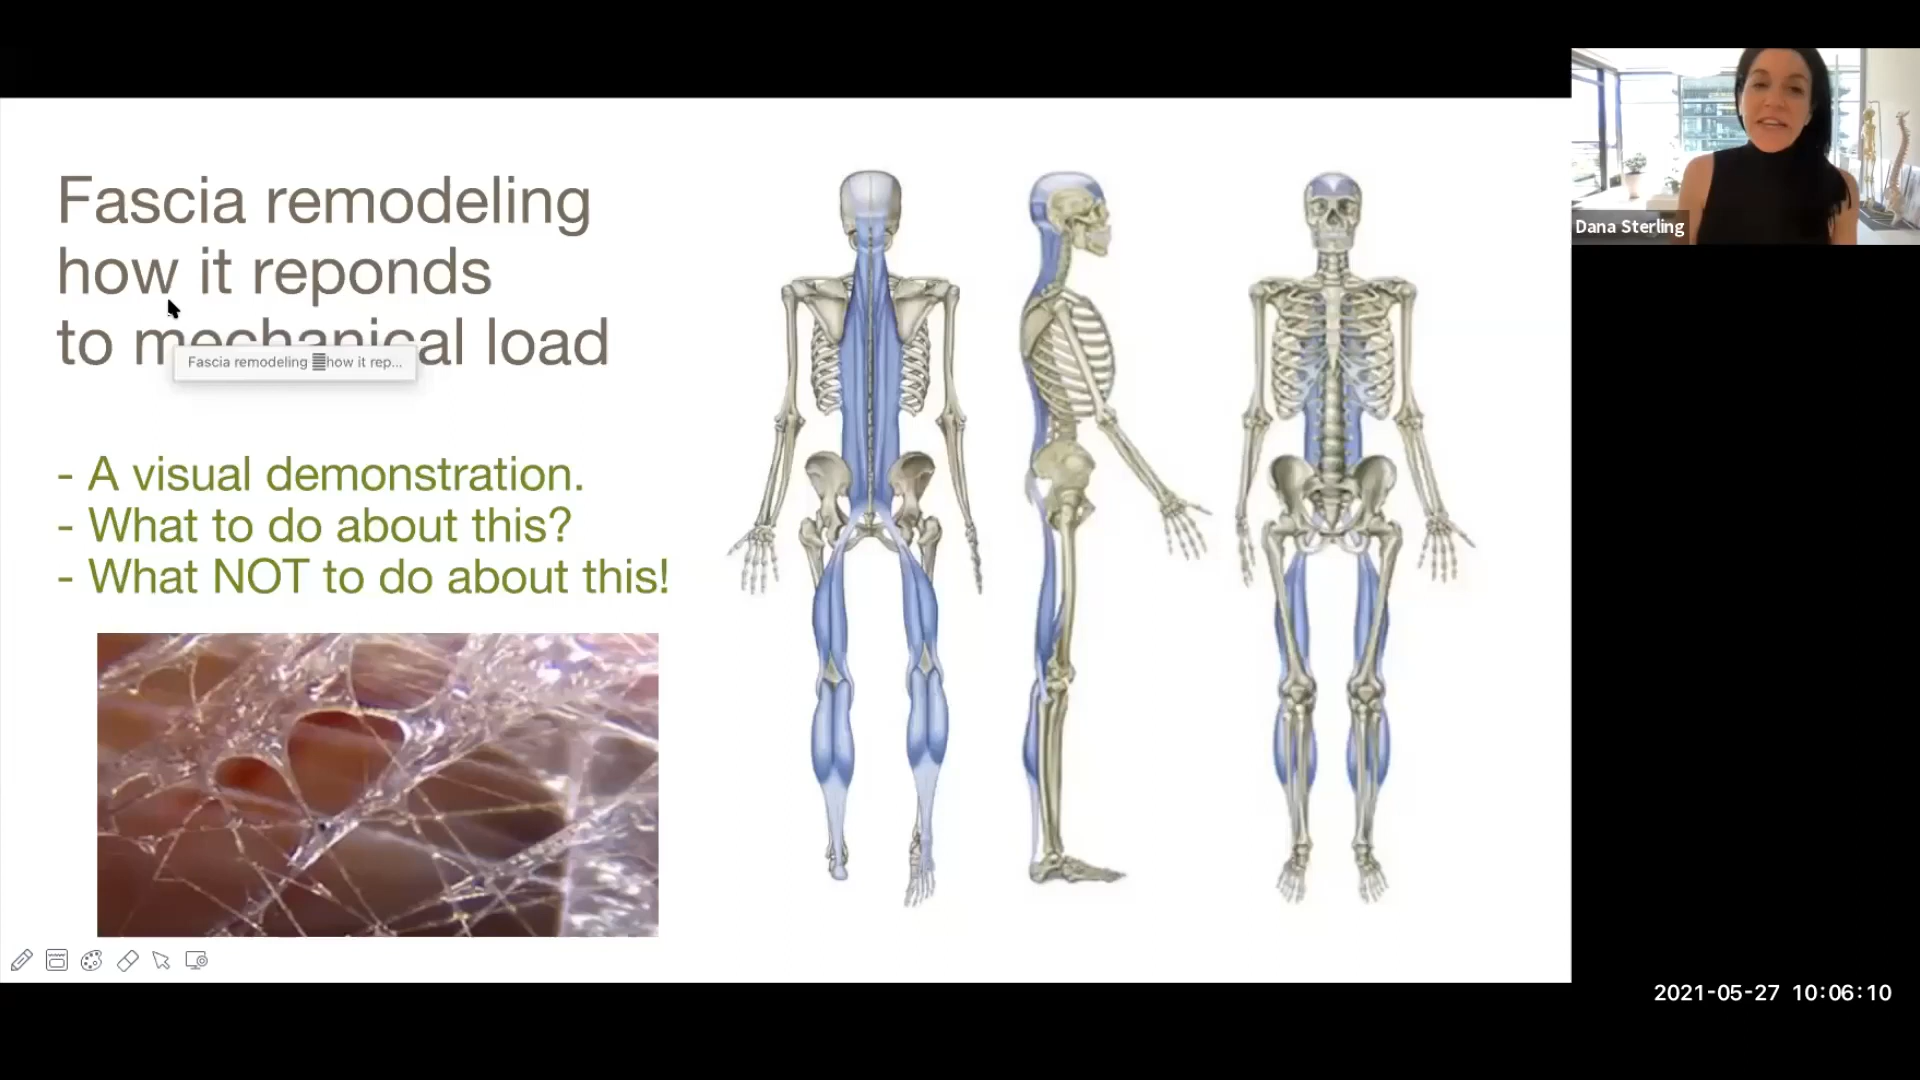 Fascia remodeling
how it reponds
to mechanical load
Fascia remodeling how it rep...
- A visual demonstration.
- What to do about this?
- What NOT to do about this!
Dana Sterling
2021-05-27 10:06:10